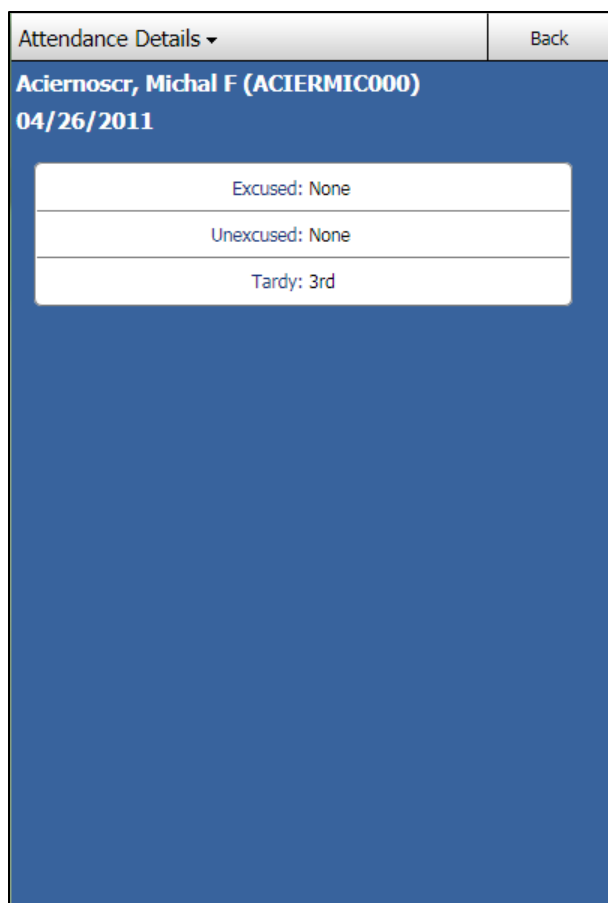 Attendance Details
Back
Aciernoscr, Michal F (ACIERMIC000)
04/26/2011
Excused: None
Unexcused: None
Tardy: 3rd